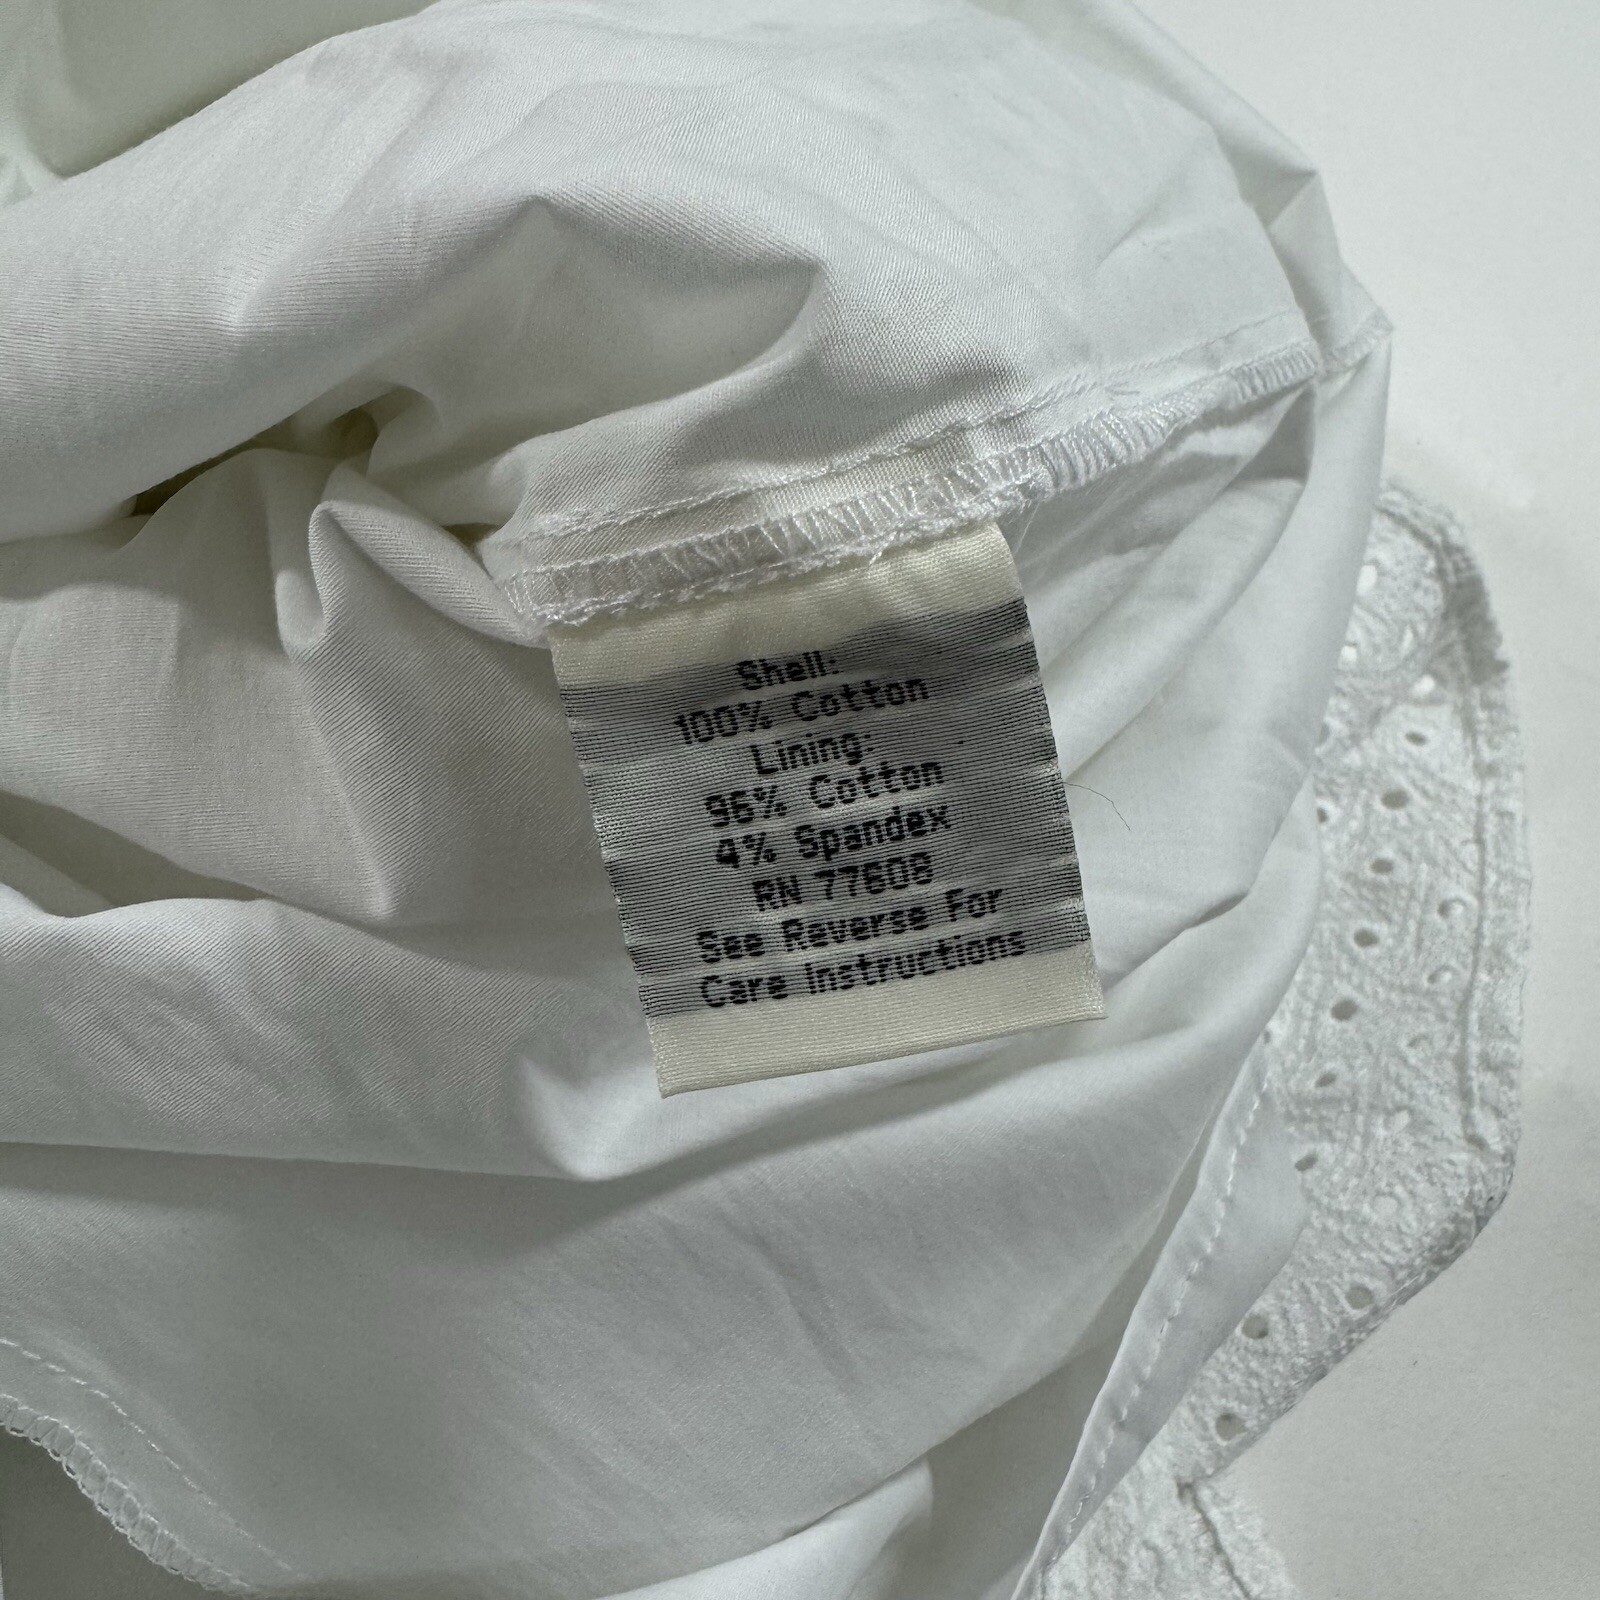 Shell:
100% Cotton
Lining:
96% Cotton
4% Spandex
RN 77608
See Reverse For
Care Instructions